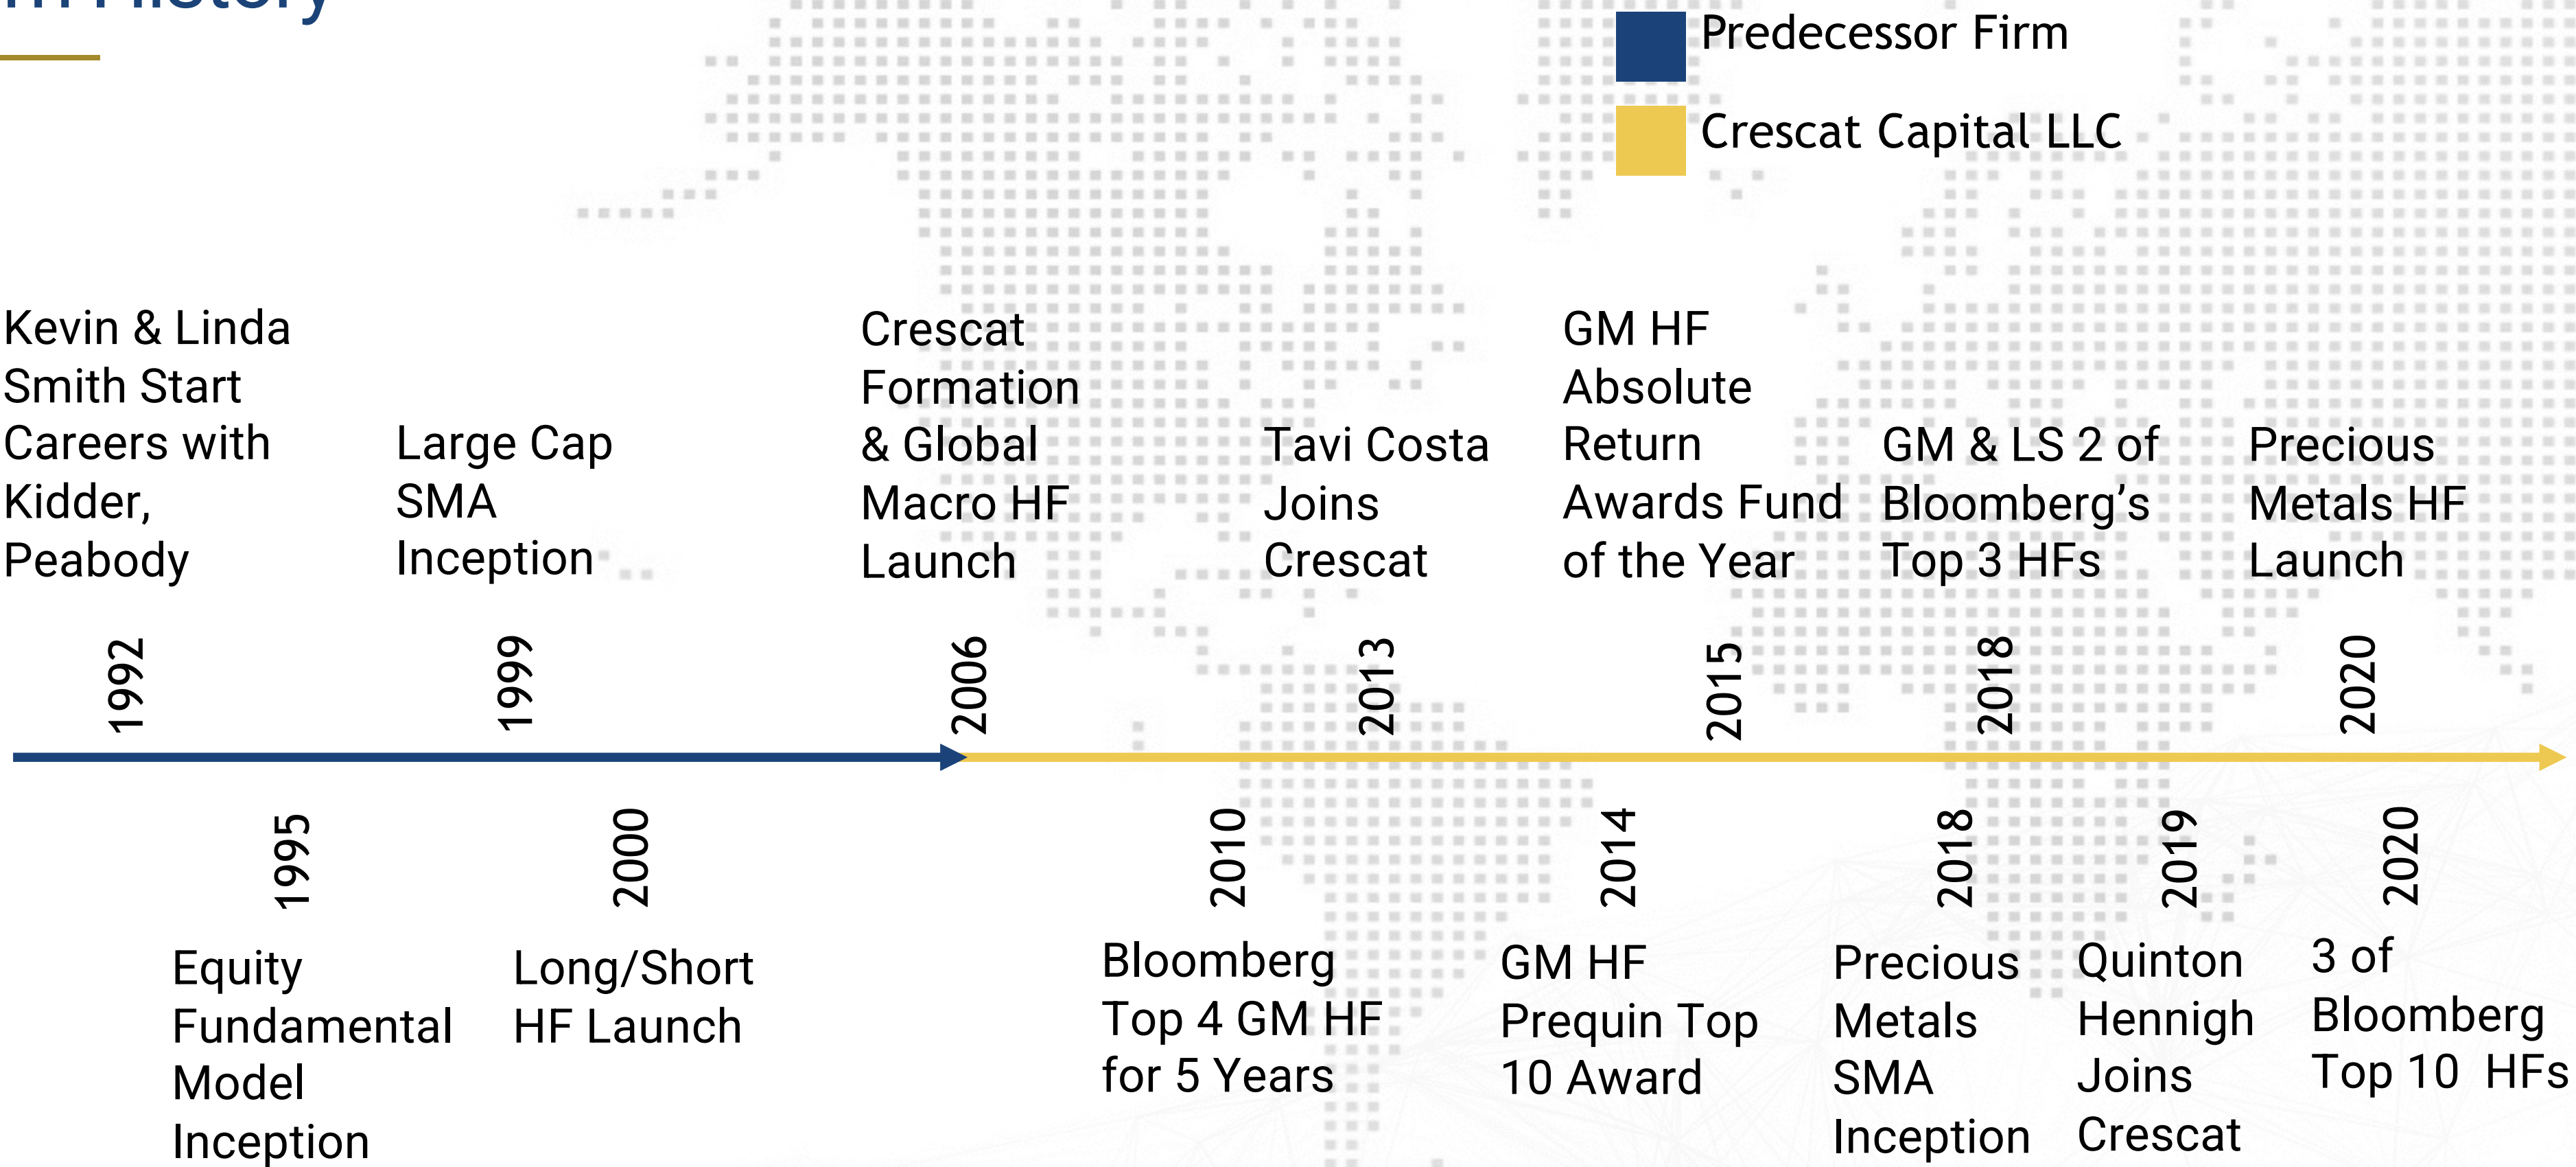 History
Predecessor Firm
Crescat Capital LLC
Kevin & Linda
Smith Start
Careers with
Kidder,
Peabody
Large Cap
SMA
Inception
Crescat
Formation
& Global
Macro HF
Launch
Tavi Costa
Joins
Crescat
GM HF
Absolute
Return
Awards Fund
of the Year
GM & LS 2 of
Bloomberg’s
Top 3 HFs
Precious
Metals HF
Launch
1992
1999
2006
2013
2015
2018
2020
1995
2000
2010
2014
2018
2019
2020
Equity
Fundamental
Model
Inception
Long/Short
HF Launch
Bloomberg
Top 4 GM HF
for 5 Years
GM HF
Prequin Top
10 Award
Precious
Metals
SMA
Inception
Quinton
Hennigh
Joins
Crescat
3 of
Bloomberg
Top 10 HFs